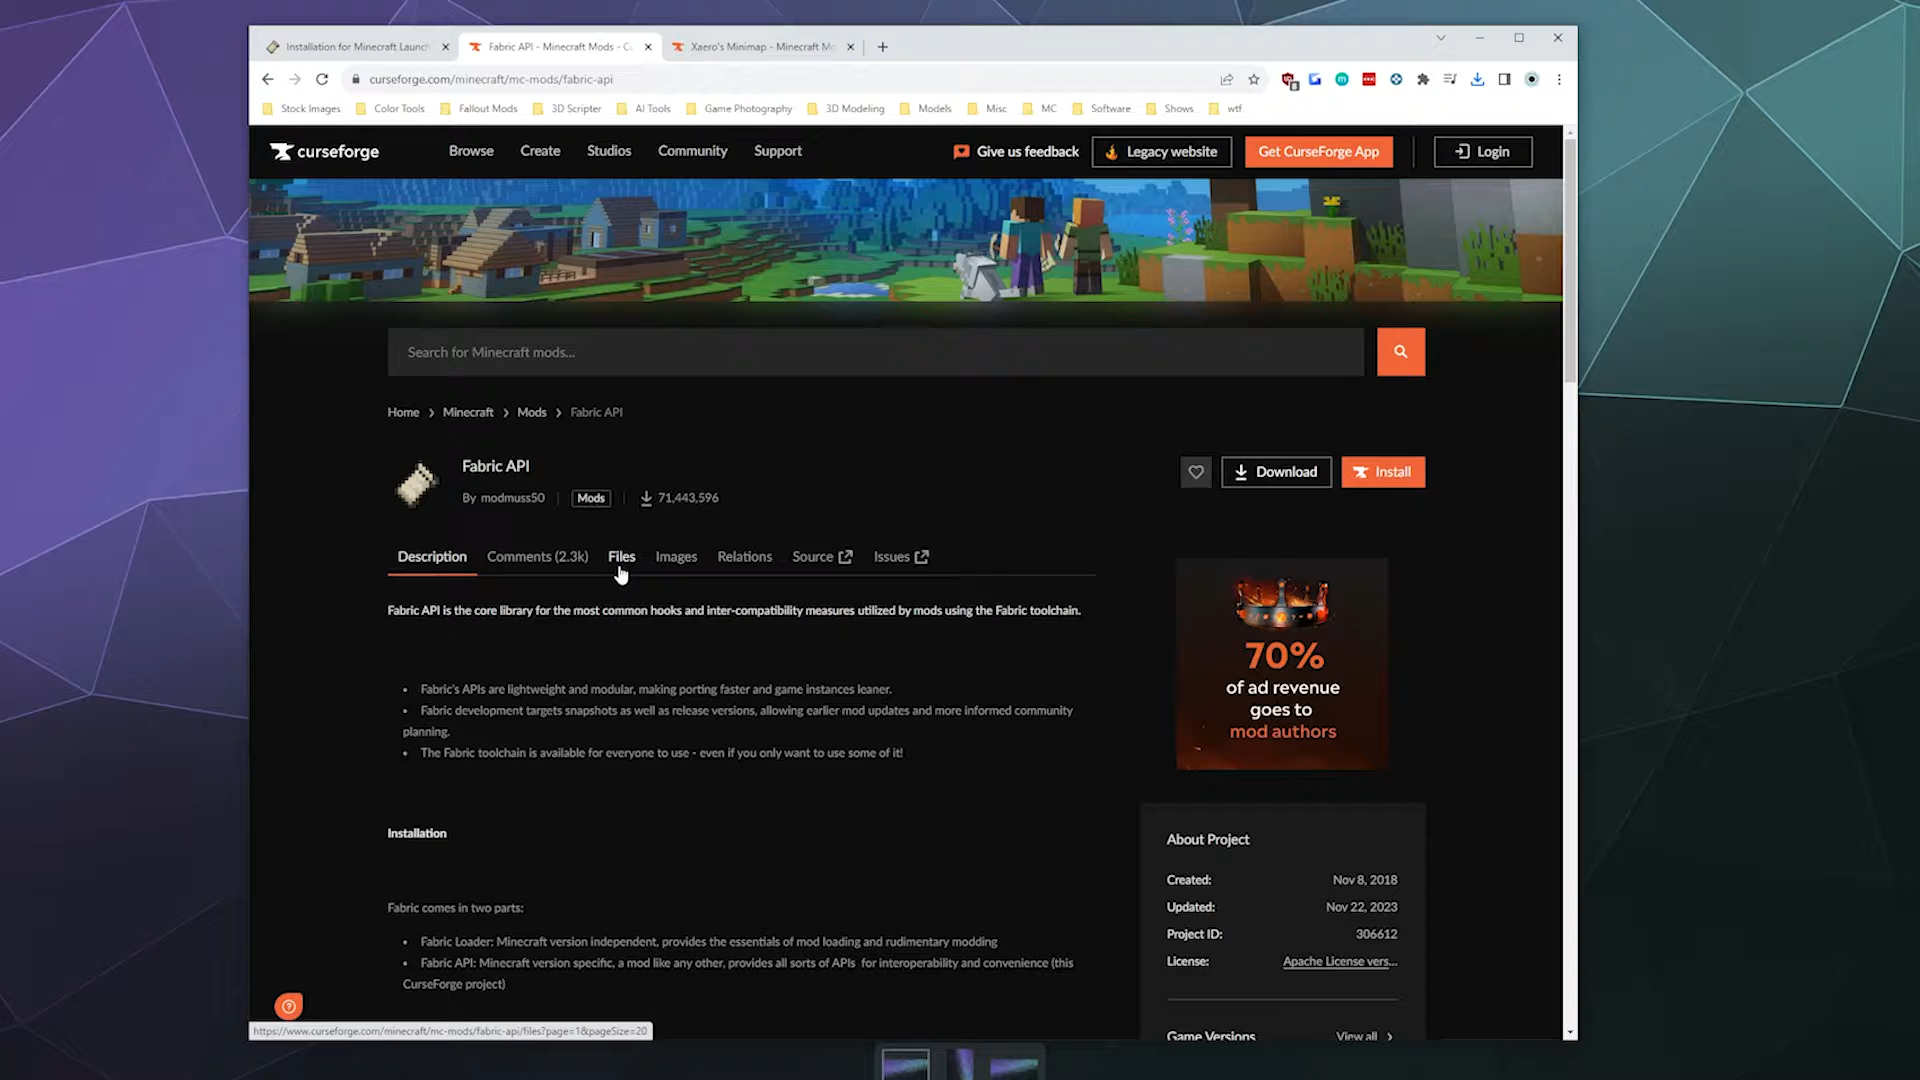 Installation for Minecraft Launch
Fabric API - Minecraft Mods - C
Xaero's Minimap - Minecraft Mo
curseforge.com/minecraft/mc-mods/fabric-api
Stock Images
Color Tools
Fallout Mods
3D Scripter
AI Tools
Game Photography
3D Modeling
Models
Misc
MC
Software
Shows
wtf
curseforge
Browse
Create
Studios
Community
Support
Give us feedback
Legacy website
Get CurseForge App
Login
Search for Minecraft mods...
Home > Minecraft > Mods > Fabric API
Fabric API
By modmuss50
Mods
71,443,596
Download
Install
Description
Comments (2.3k)
Files
Images
Relations
Source
Issues
Fabric API is the core library for the most common hooks and inter-compatibility measures utilized by mods using the Fabric toolchain.
• Fabric's APIs are lightweight and modular, making porting faster and game instances leaner.
• Fabric development targets snapshots as well as release versions, allowing earlier mod updates and more informed community
planning.
• The Fabric toolchain is available for everyone to use - even if you only want to use some of it!
Installation
Fabric comes in two parts:
• Fabric Loader: Minecraft version independent, provides the essentials of mod loading and rudimentary modding
• Fabric API: Minecraft version specific, a mod like any other, provides all sorts of APIs for interoperability and convenience (this
CurseForge project)
70%
of ad revenue
goes to
mod authors
About Project
Created: Nov 8, 2018
Updated: Nov 22, 2023
Project ID: 306612
License: Apache License vers...
Game Versions
View all >
https://www.curseforge.com/minecraft/mc-mods/fabric-api/files?page=1&pageSize=20